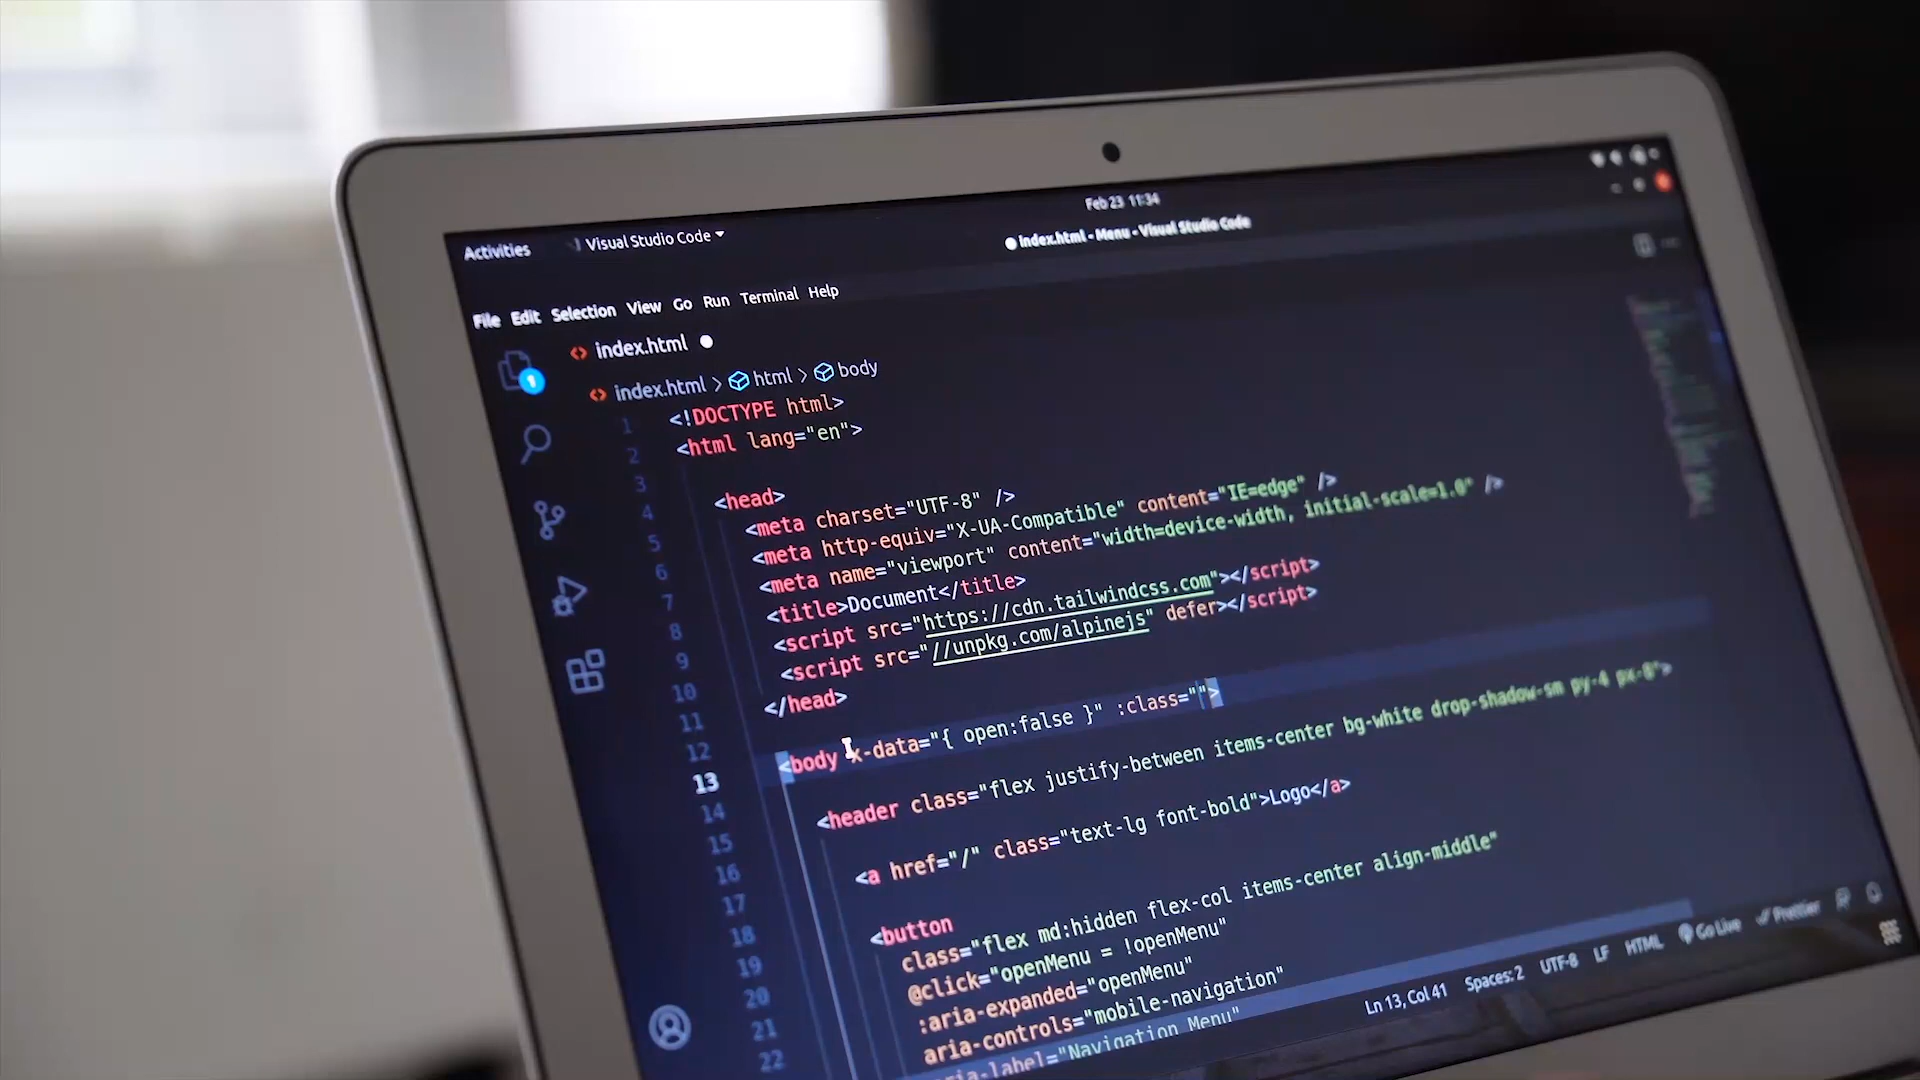 Feb 23 11:34
Activities
Visual Studio Code
index.html - Menu - Visual Studio Code
File Edit Selection View Go Run Terminal Help
index.html
index.html > html > body
1 <!DOCTYPE html>
2 <html lang="en">
3
4 <head>
5 <meta charset="UTF-8" />
6 <meta http-equiv="X-UA-Compatible" content="IE=edge" />
7 <meta name="viewport" content="width=device-width, initial-scale=1.0" />
8 <title>Document</title>
9 <script src="https://cdn.tailwindcss.com"></script>
10 <script src="//unpkg.com/alpinejs" defer></script>
11 </head>
12
13 <body x-data="{ open:false }" :class="">
14
15 <header class="flex justify-between items-center bg-white drop-shadow-sm py-4 px-8">
16
17 <a href="/" class="text-lg font-bold">Logo</a>
18
19 <button
20 class="flex md:hidden flex-col items-center align-middle"
21 @click="openMenu = !openMenu"
22 :aria-expanded="openMenu"
aria-controls="mobile-navigation"
aria-label="Navigation Menu"
Ln 13, Col 41 Spaces: 2 UTF-8 LF HTML Go Live Prettier